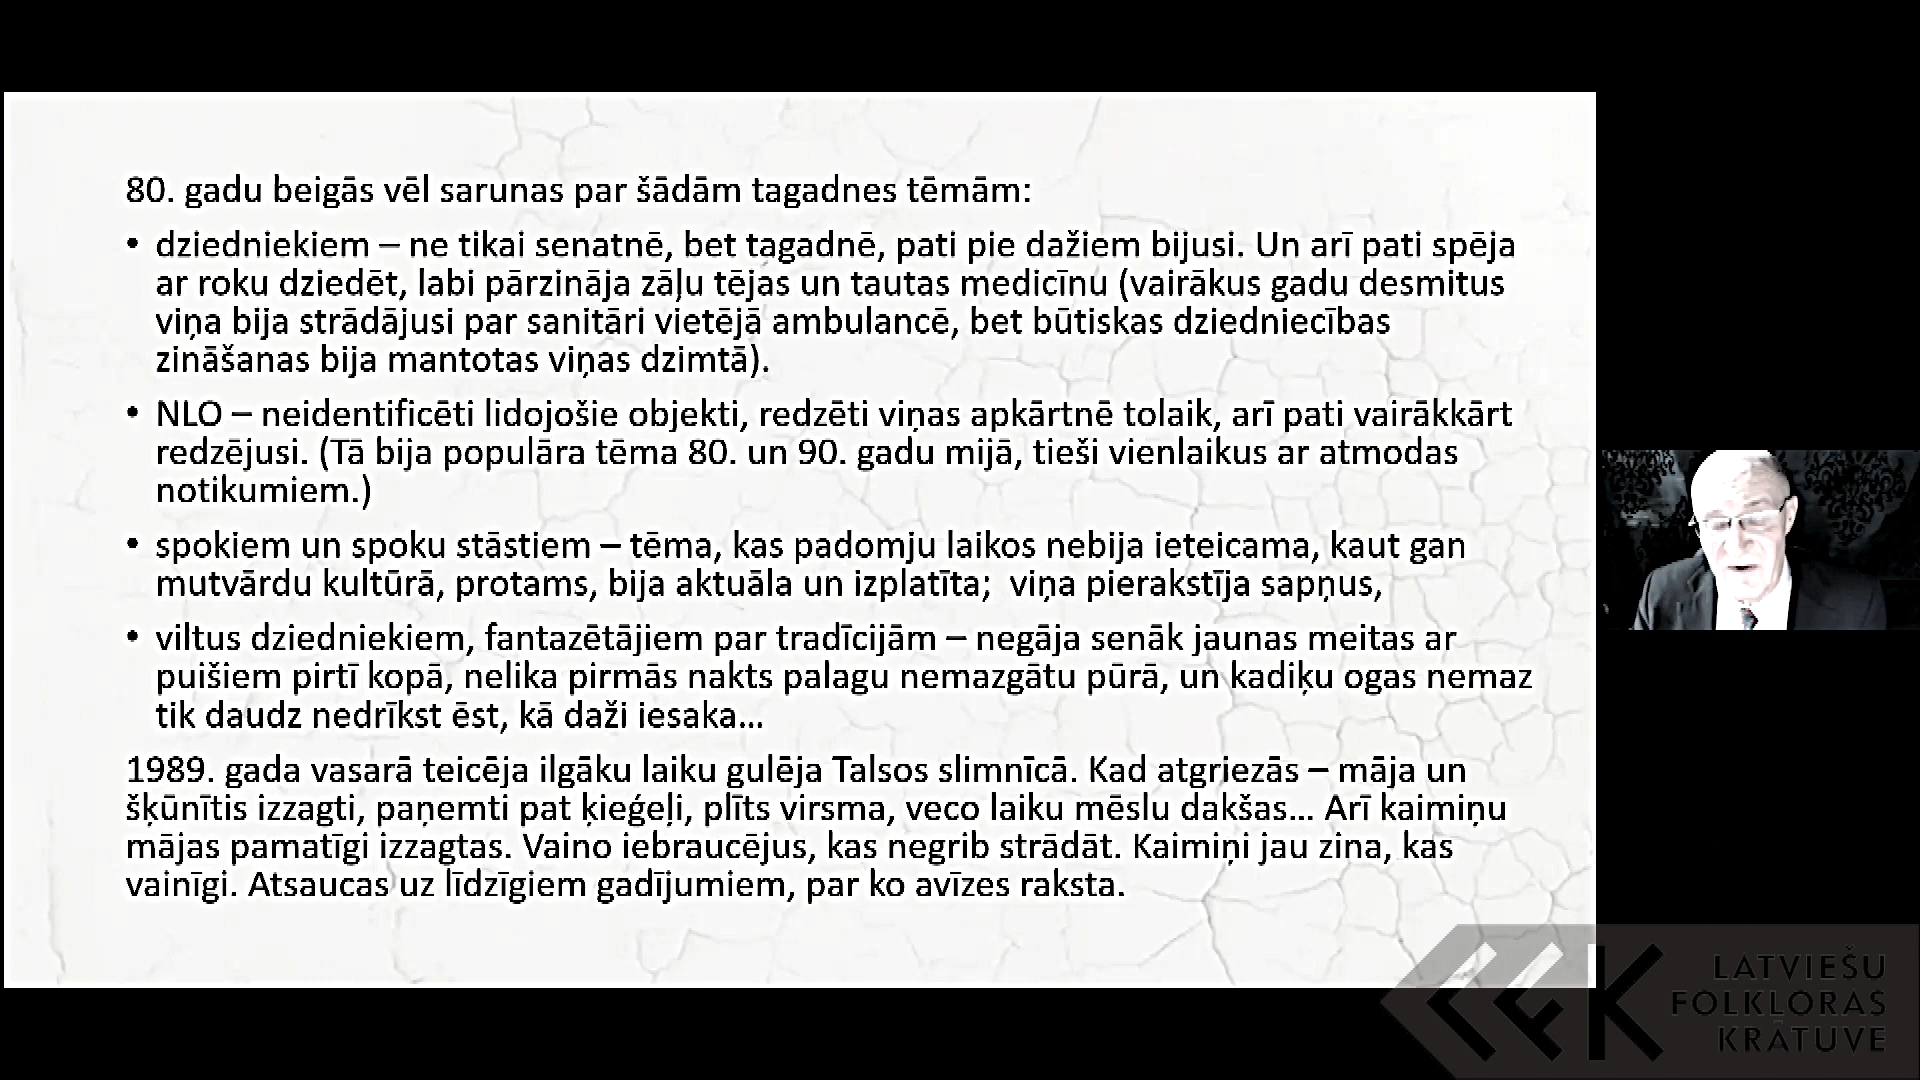 80. gadu beigās vēl sarunas par šādām tagadnes tēmām:
• dziedniekiem – ne tikai senatnē, bet tagadnē, pati pie dažiem bijusi. Un arī pati spēja
ar roku dziedēt, labi pārzināja zāļu tējas un tautas medicīnu (vairākus gadu desmitus
viņa bija strādājusi par sanitāri vietējā ambulancē, bet būtiskas dziedniecības
zināšanas bija mantotas viņas dzimtā).
• NLO – neidentificēti lidojošie objekti, redzēti viņas apkārtnē tolaik, arī pati vairākkārt
redzējusi. (Tā bija populāra tēma 80. un 90. gadu mijā, tieši vienlaikus ar atmodas
notikumiem.)
• spokiem un spoku stāstiem – tēma, kas padomju laikos nebija ieteicama, kaut gan
mutvārdu kultūrā, protams, bija aktuāla un izplatīta;  viņa pierakstīja sapņus,
• viltus dziedniekiem, fantazētājiem par tradīcijām – negāja senāk jaunas meitas ar
puišiem pirtī kopā, nelika pirmās nakts palagu nemazgātu pūrā, un kadiķu ogas nemaz
tik daudz nedrīkst ēst, kā daži iesaka…
1989. gada vasarā teicēja ilgāku laiku gulēja Talsos slimnīcā. Kad atgriezās – māja un
šķūnītis izzagti, paņemti pat ķieģeļi, plīts virsma, veco laiku mēslu dakšas… Arī kaimiņu
mājas pamatīgi izzagtas. Vaino iebraucējus, kas negrib strādāt. Kaimiņi jau zina, kas
vainīgi. Atsaucas uz līdzīgiem gadījumiem, par ko avīzes raksta.
LFK
LATVIEŠU
FOLKLORAS
KRĀTUVE